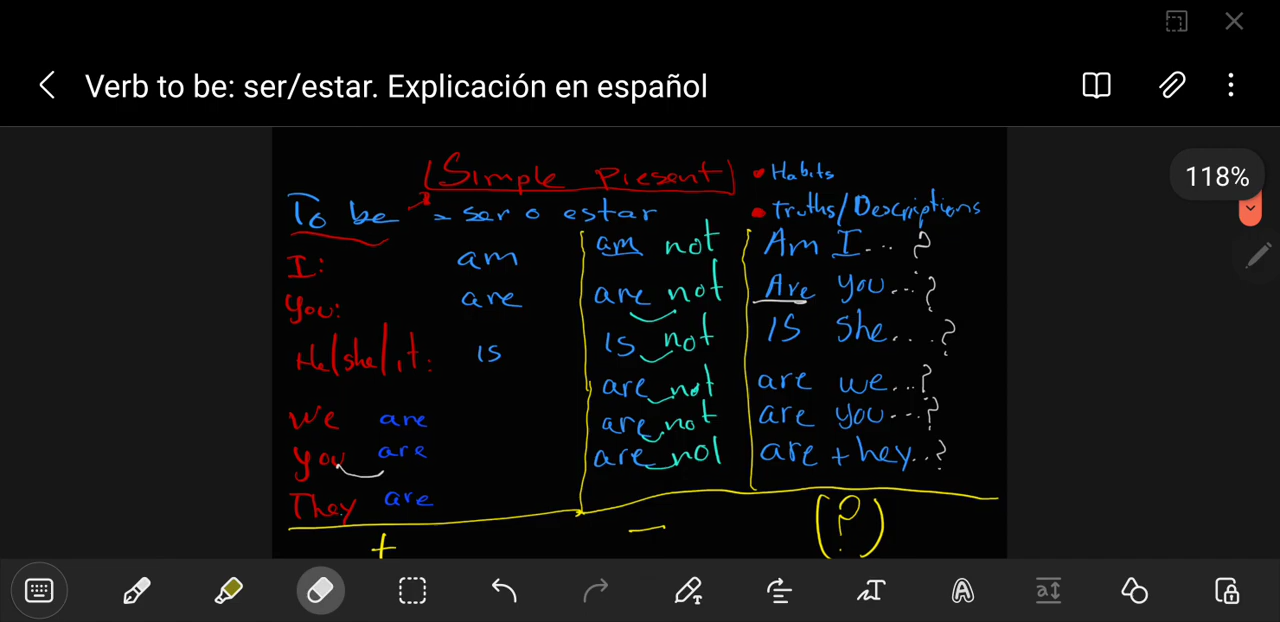 Verb to be: ser/estar. Explicación en español
118%
(Simple Present)
• Habits
To be = ser o estar
• Truths/Descriptions
I: am
am not
Am I...?
You: are
are not
Are you...?
He/she/it: is
is not
is she....?
We are
are not
are we...?
you are
are not
are you...?
They are
are not
are they..?
+
−
(?)